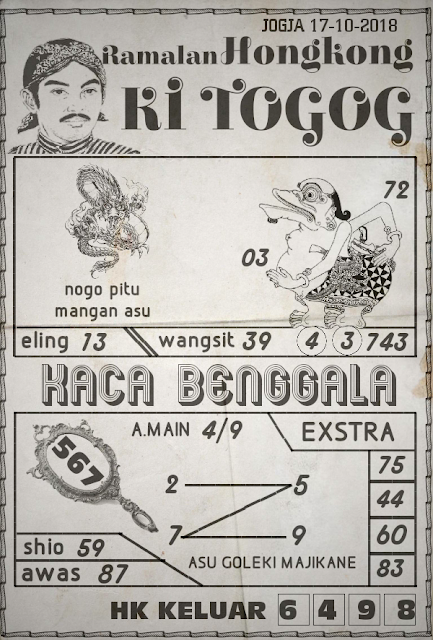 JOGJA 17-10-2018
Ramalan Hongkong
KI TOGOG
72
03
nogo pitu
mangan asu
eling 13 wangsit 39 4 3 743
KACA BENGGALA
A.MAIN 4/9 EXSTRA
567
75
2 5
44
7 9
60
shio 59 ASU GOLEKI MAJIKANE
awas 87 83
HK KELUAR 6 4 9 8